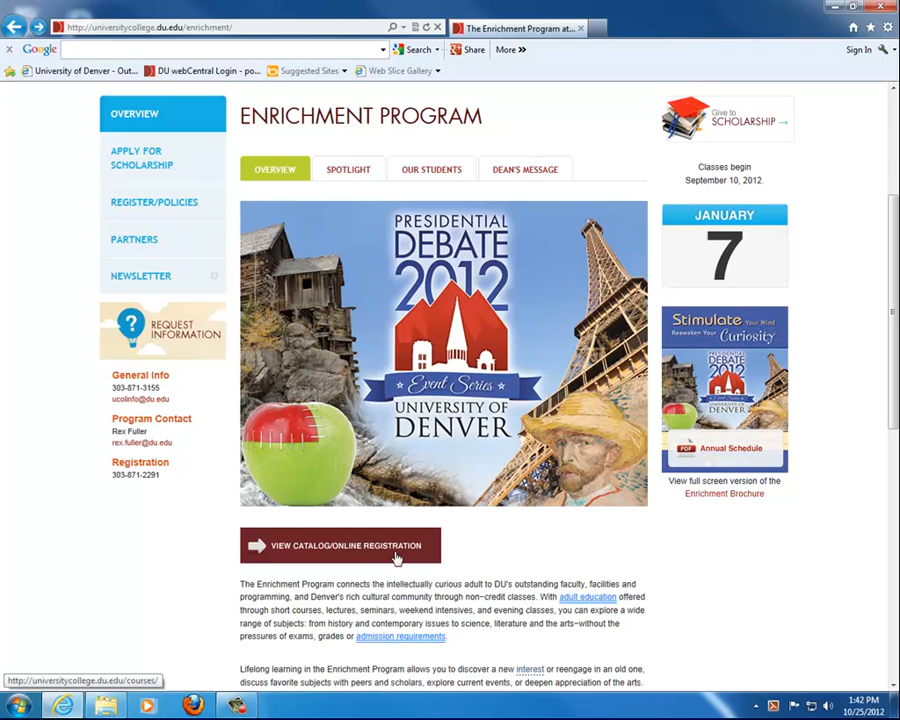 http://universitycollege.du.edu/enrichment/
The Enrichment Program at...
Google
Search
Share
More »
Sign In
University of Denver - Out...
DU webCentral Login - po...
Suggested Sites
Web Slice Gallery
OVERVIEW
APPLY FOR
SCHOLARSHIP
REGISTER/POLICIES
PARTNERS
NEWSLETTER
REQUEST
INFORMATION
General Info
303-871-3155
ucolinfo@du.edu
Program Contact
Rex Fuller
rex.fuller@du.edu
Registration
303-871-2291
ENRICHMENT PROGRAM
OVERVIEW
SPOTLIGHT
OUR STUDENTS
DEAN'S MESSAGE
PRESIDENTIAL
DEBATE
2012
Event Series
UNIVERSITY OF
DENVER
VIEW CATALOG/ONLINE REGISTRATION
The Enrichment Program connects the intellectually curious adult to DU's outstanding faculty, facilities and
programming, and Denver's rich cultural community through non-credit classes. With adult education offered
through short courses, lectures, seminars, weekend intensives, and evening classes, you can explore a wide
range of subjects: from history and contemporary issues to science, literature and the arts–without the
pressures of exams, grades or admission requirements.
Lifelong learning in the Enrichment Program allows you to discover a new interest or reengage in an old one,
discuss favorite subjects with peers and scholars, explore current events, or deepen appreciation of the arts.
Give to
SCHOLARSHIP →
Classes begin
September 10, 2012.
JANUARY
7
Stimulate Your Mind
Reawaken Your
Curiosity
PRESIDENTIAL
DEBATE
2012
PDF
Annual Schedule
View full screen version of the
Enrichment Brochure
http://universitycollege.du.edu/courses/
1:42 PM
10/25/2012